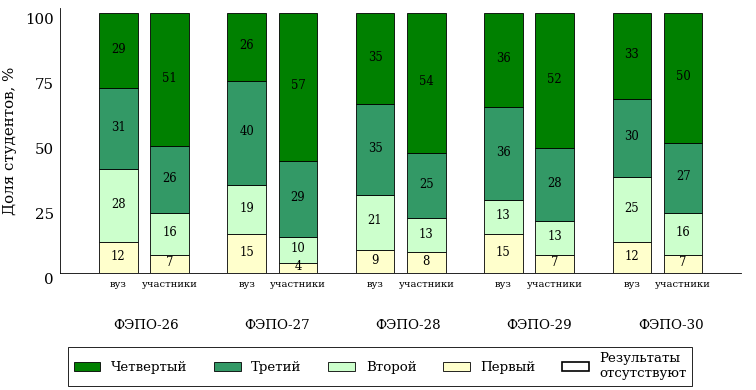 Доля студентов, %
100
75
50
25
0
29 51 26 57 35 54 36 52 33 50
31 26 40 29 35 25 36 28 30 27
28 16 19 10 21 13 13 13 25 16
12 7 15 4 9 8 15 7 12 7
вуз участники вуз участники вуз участники вуз участники вуз участники
ФЭПО-26 ФЭПО-27 ФЭПО-28 ФЭПО-29 ФЭПО-30
Четвертый Третий Второй Первый Результаты
отсутствуют